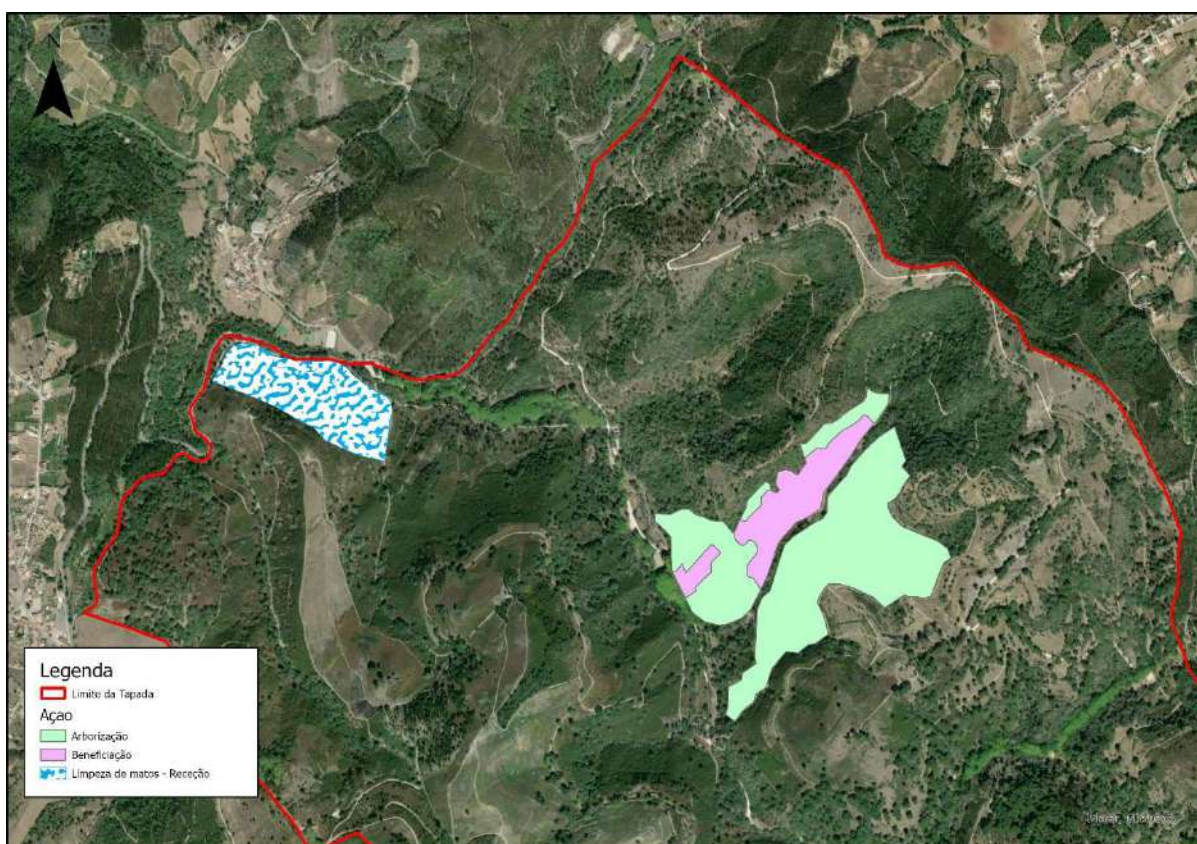 N
Legenda
Limite da Tapada
Açao
Arborização
Beneficiação
Limpeza de matos - Receção